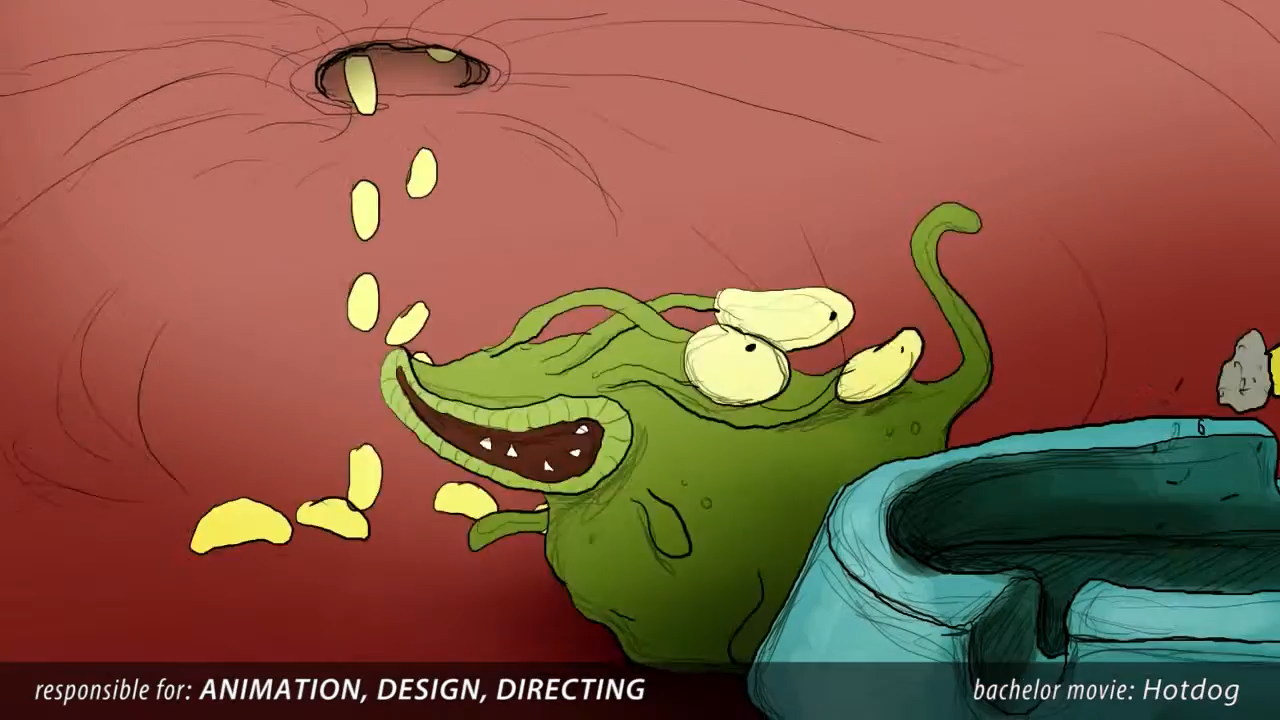 responsible for: ANIMATION, DESIGN, DIRECTING
bachelor movie: Hotdog